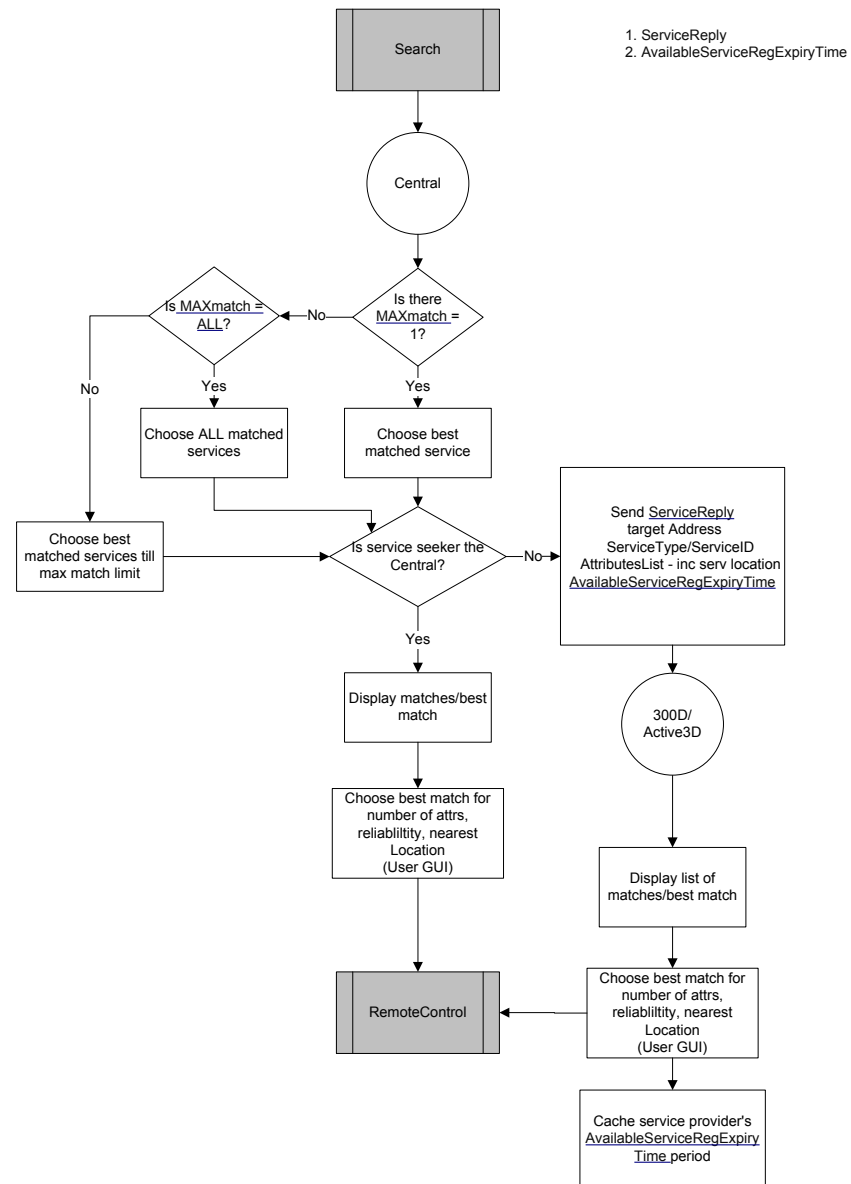 Search
1. ServiceReply
2. AvailableServiceRegExpiryTime
Central
Is MAXmatch =
ALL?
No
Is there
MAXmatch =
1?
No
Yes
Yes
Choose ALL matched
services
Choose best
matched service
Choose best
matched services till
max match limit
Is service seeker the
Central?
No
Send ServiceReply
target Address
ServiceType/ServiceID
AttributesList - inc serv location
AvailableServiceRegExpiryTime
Yes
Display matches/best
match
300D/
Active3D
Choose best match for
number of attrs,
reliabliltity, nearest
Location
(User GUI)
Display list of
matches/best match
RemoteControl
Choose best match for
number of attrs,
reliabliltity, nearest
Location
(User GUI)
Cache service provider's
AvailableServiceRegExpiry
Time period